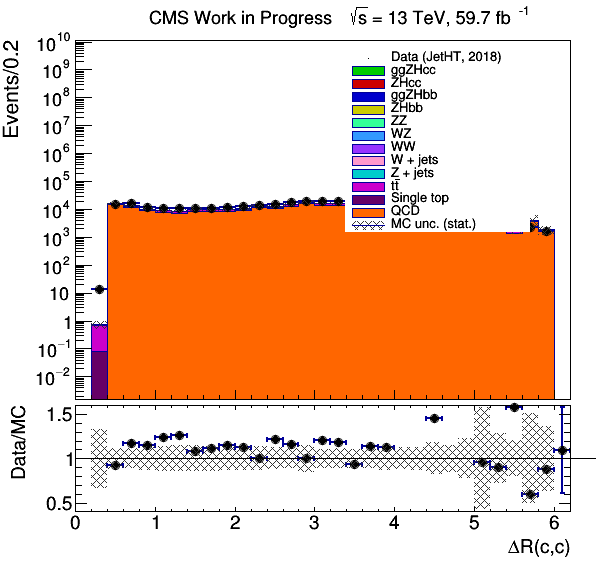 CMS Work in Progress √s = 13 TeV, 59.7 fb⁻¹
Events/0.2
10¹⁰
10⁹
10⁸
10⁷
10⁶
10⁵
10⁴
10³
10²
10
1
10⁻¹
10⁻²
Data (JetHT, 2018)
ggZHcc
ZHcc
ggZHbb
ZHbb
ZZ
WZ
WW
W + jets
Z + jets
tt̄
Single top
QCD
MC unc. (stat.)
Data/MC
1.5
1
0.5
0 1 2 3 4 5 6
ΔR(c,c)